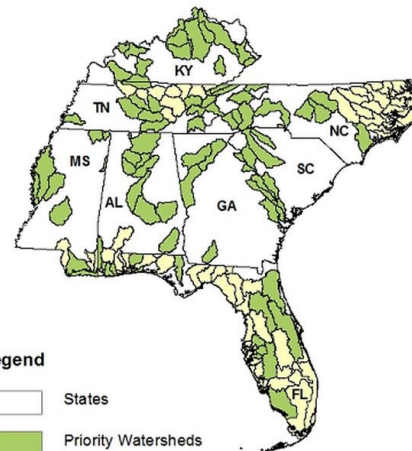 KY
TN
NC
MS
SC
AL
GA
FL
egend
States
Priority Watersheds